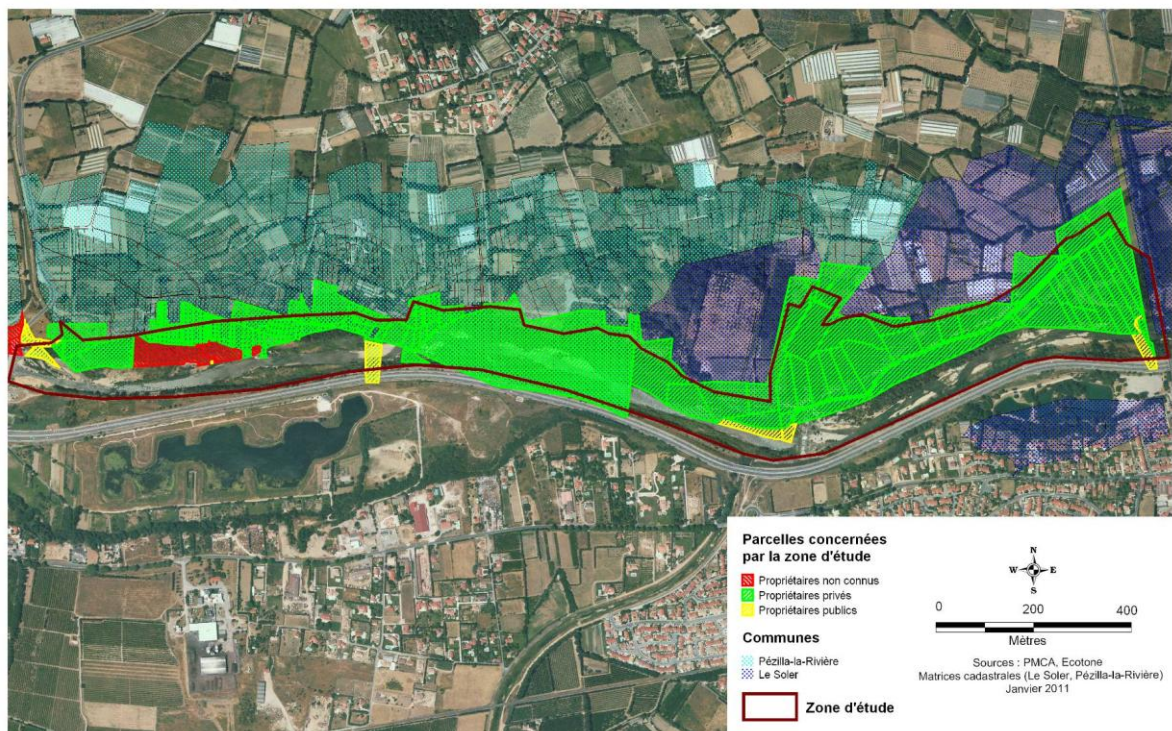 Parcelles concernées
par la zone d'étude
Propriétaires non connus
Propriétaires privés
Propriétaires publics
Communes
Pézilla-la-Rivière
Le Soler
Zone d'étude
N
W E
S
0 200 400
Mètres
Sources : PMCA, Ecotone
Matrices cadastrales (Le Soler, Pézilla-la-Rivière)
Janvier 2011